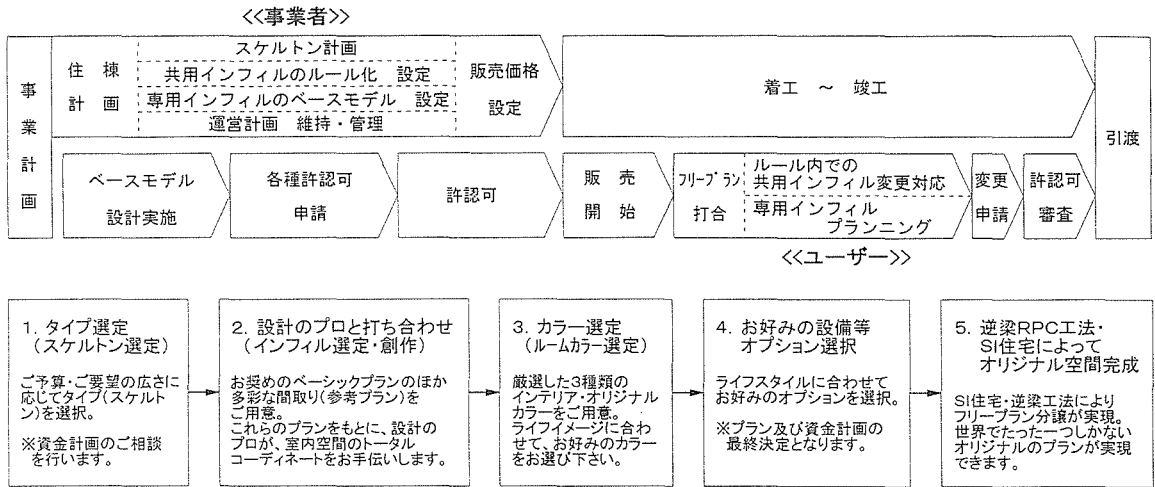 <<事業者>>
事業計画
住棟計画
スケルトン計画
共用インフィルのルール化 設定
専用インフィルのベースモデル 設定
運営計画 維持・管理
販売価格
設定
着工 ～ 竣工
引渡
ベースモデル
設計実施
各種許認可
申請
許認可
販売
開始
フリープラン
打合
ルール内での
共用インフィル変更対応
専用インフィル
プランニング
変更
申請
許認可
審査
<<ユーザー>>
1. タイプ選定
(スケルトン選定)
ご予算・ご要望の広さに
応じてタイプ(スケルト
ン)を選択。
※資金計画のご相談
を行います。
2. 設計のプロと打ち合わせ
(インフィル選定・創作)
お奨めのベーシックプランのほか
多彩な間取り(参考プラン)を
ご用意。
これらのプランをもとに、設計の
プロが、室内空間のトータル
コーディネートをお手伝いします。
3. カラー選定
(ルームカラー選定)
厳選した3種類の
インテリア・オリジナル
カラーをご用意。
ライフイメージに合わ
せて、お好みのカラー
をお選び下さい。
4. お好みの設備等
オプション選択
ライフスタイルに合わせて
お好みのオプションを選択。
※プラン及び資金計画の
最終決定となります。
5. 逆梁RPC工法・
SI住宅によって
オリジナル空間完成
SI住宅・逆梁工法により
フリープラン分譲が実現。
世界でたった一つしかない
オリジナルのプランが実現
できます。